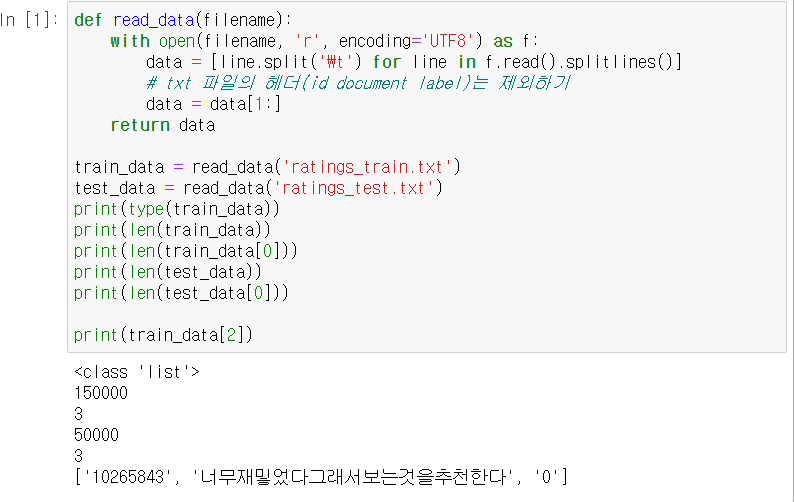 In [1]:
def read_data(filename):
    with open(filename, 'r', encoding='UTF8') as f:
        data = [line.split('₩t') for line in f.read().splitlines()]
        # txt 파일의 헤더(id document label)는 제외하기
        data = data[1:]
    return data
train_data = read_data('ratings_train.txt')
test_data = read_data('ratings_test.txt')
print(type(train_data))
print(len(train_data))
print(len(train_data[0]))
print(len(test_data))
print(len(test_data[0]))
print(train_data[2])
<class 'list'>
150000
3
50000
3
['10265843', '너무재밓었다그래서보는것을추천한다', '0']